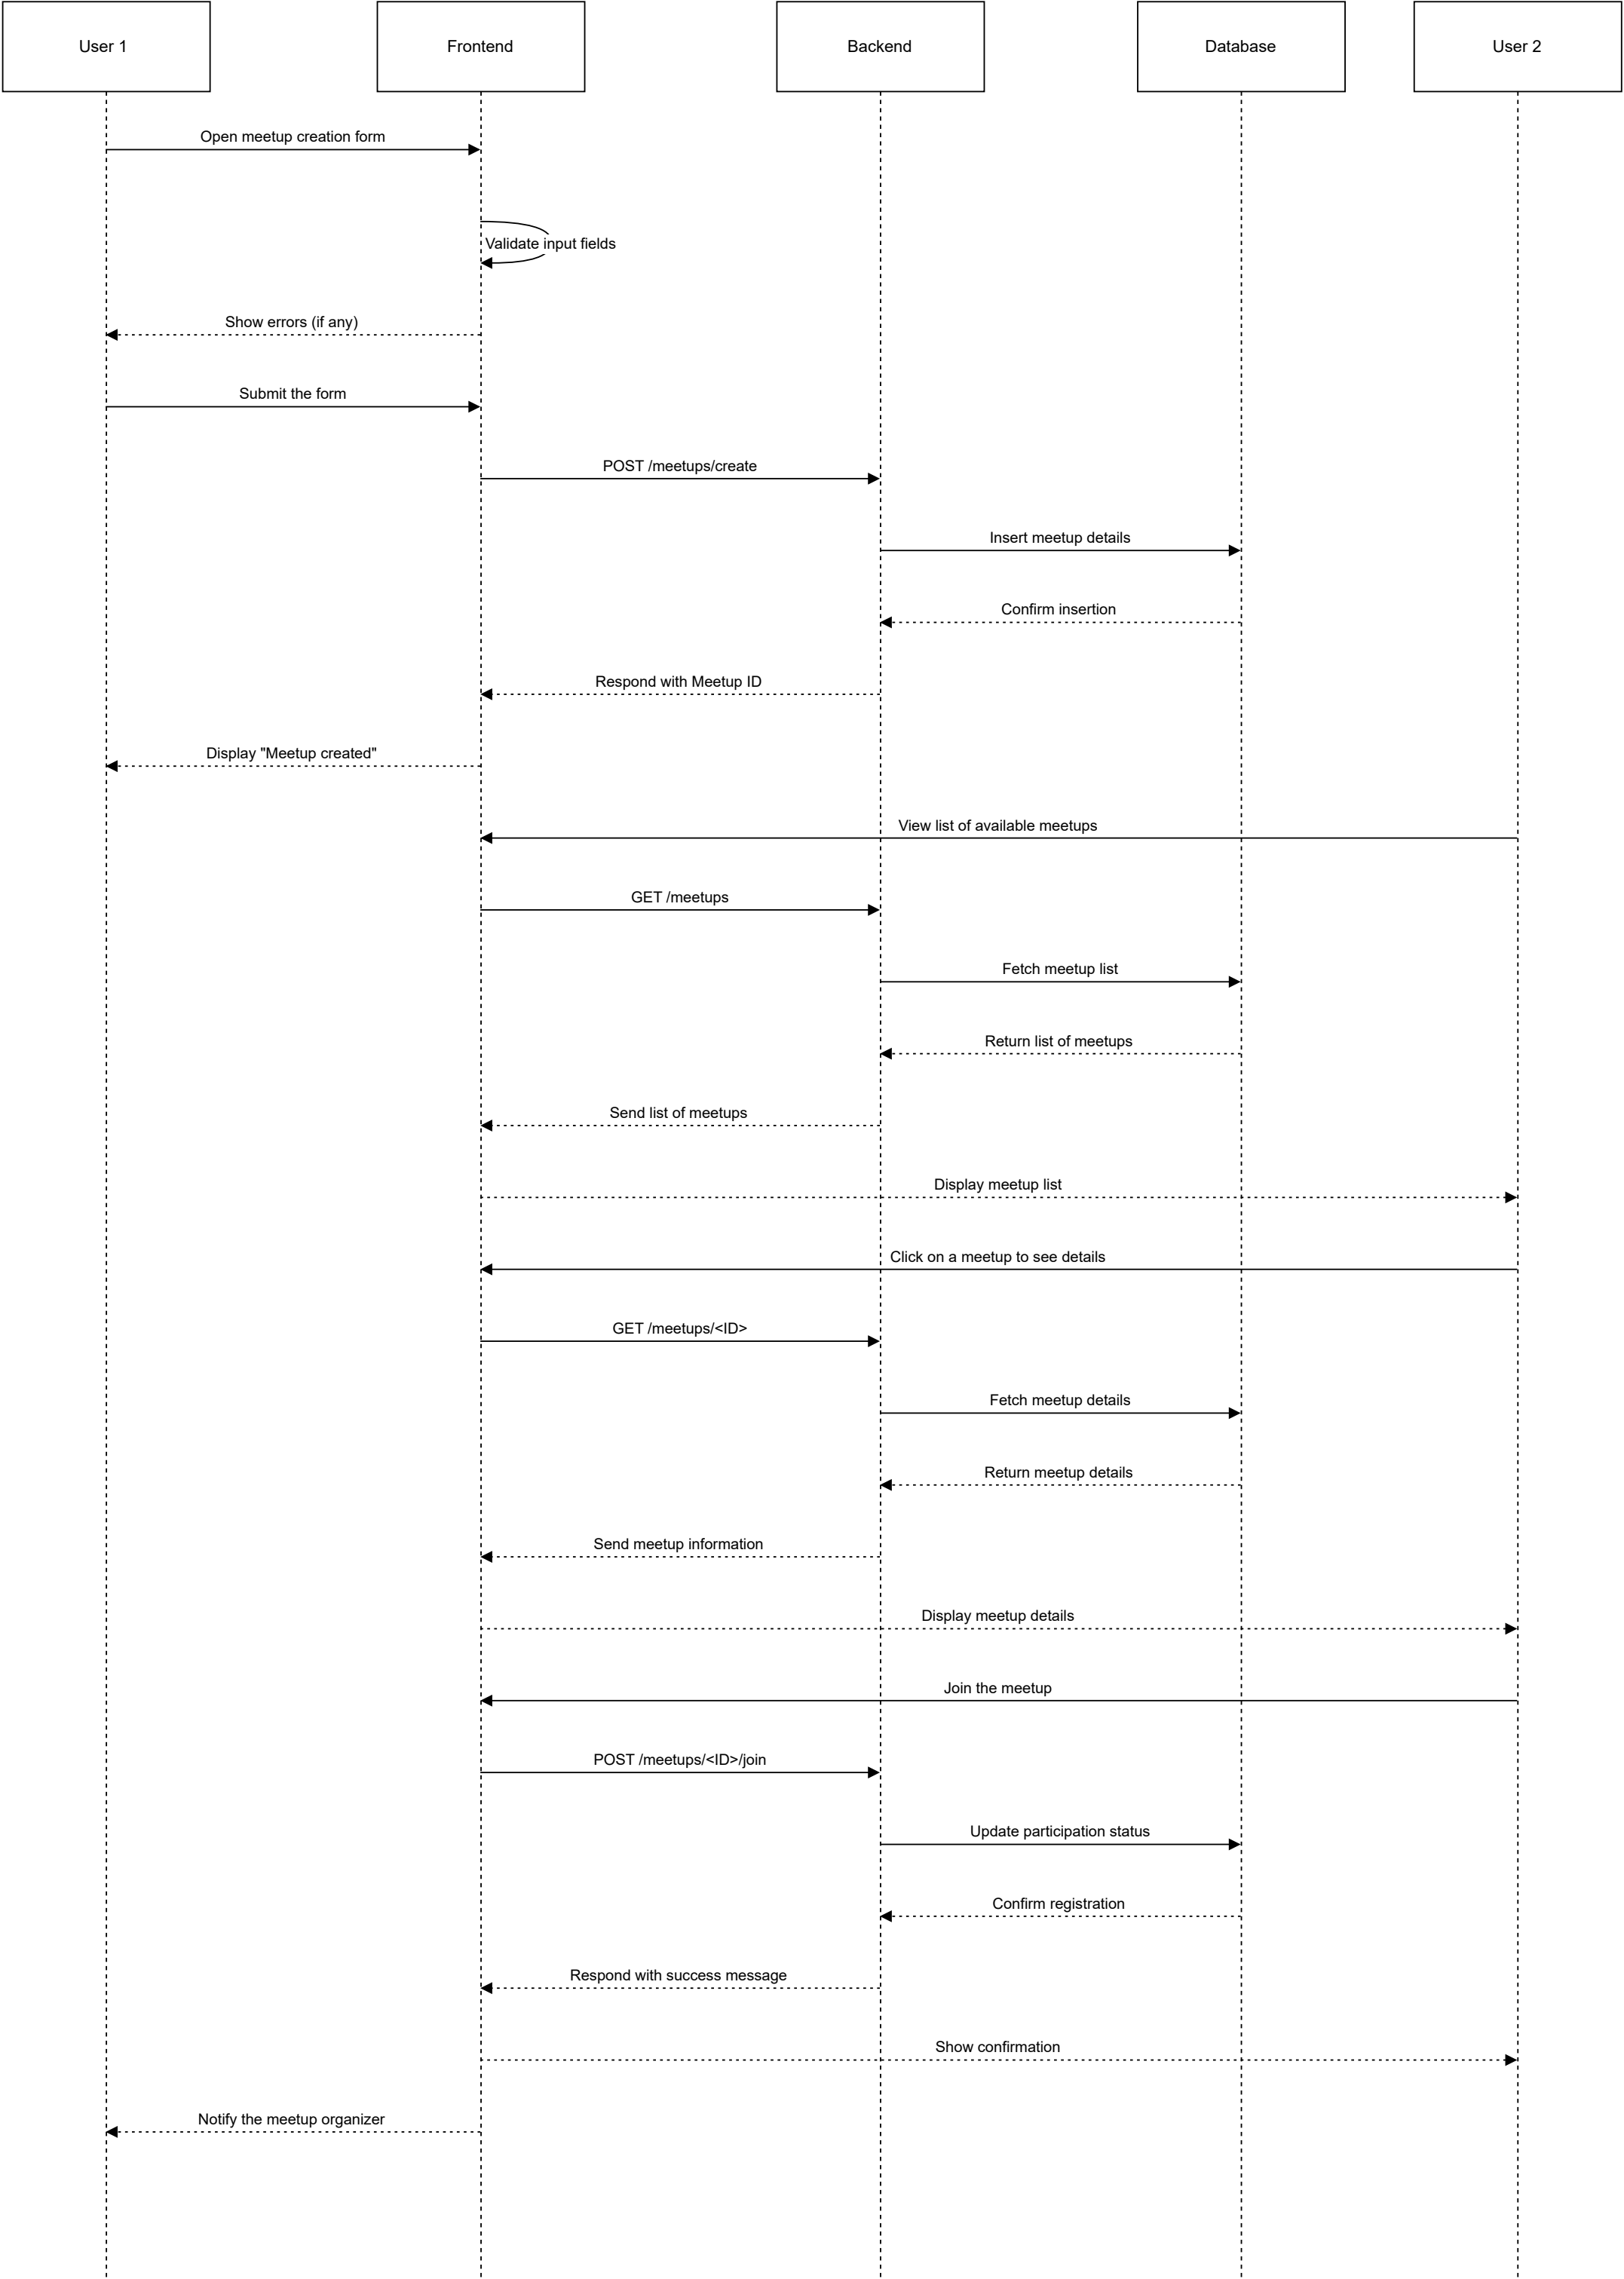 User 1
Frontend
Backend
Database
User 2
Open meetup creation form
Validate input fields
Show errors (if any)
Submit the form
POST /meetups/create
Insert meetup details
Confirm insertion
Respond with Meetup ID
Display "Meetup created"
View list of available meetups
GET /meetups
Fetch meetup list
Return list of meetups
Send list of meetups
Display meetup list
Click on a meetup to see details
GET /meetups/<ID>
Fetch meetup details
Return meetup details
Send meetup information
Display meetup details
Join the meetup
POST /meetups/<ID>/join
Update participation status
Confirm registration
Respond with success message
Show confirmation
Notify the meetup organizer